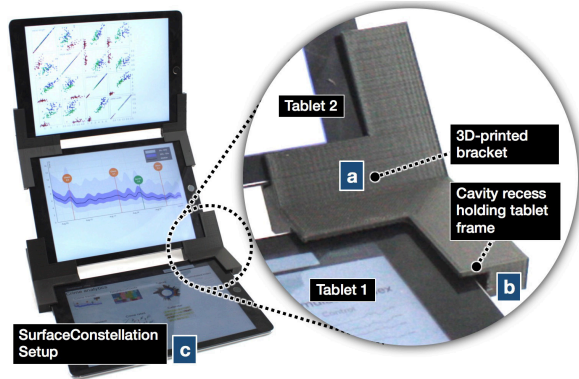 Tablet 2
3D-printed
bracket
a
Cavity recess
holding tablet
frame
b
Tablet 1
SurfaceConstellation
Setup
c